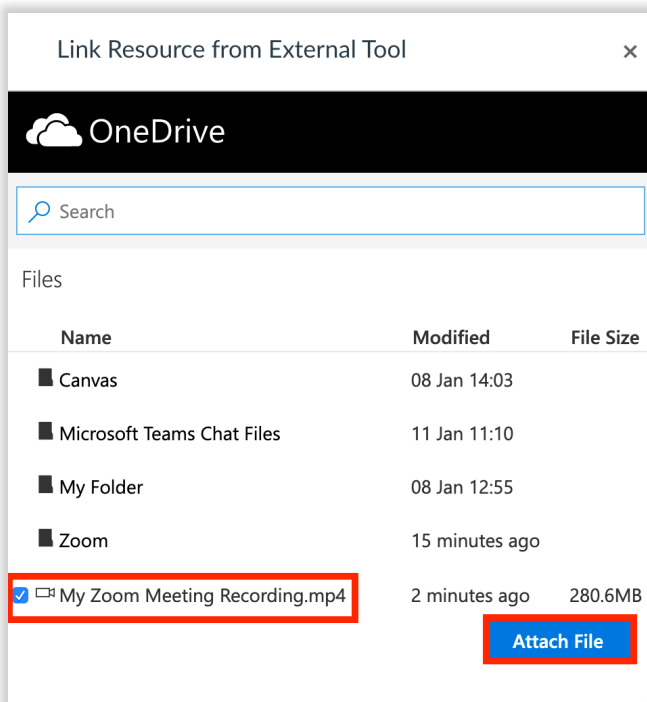 Link Resource from External Tool ×
OneDrive
Search
Files
Name Modified File Size
Canvas 08 Jan 14:03
Microsoft Teams Chat Files 11 Jan 11:10
My Folder 08 Jan 12:55
Zoom 15 minutes ago
My Zoom Meeting Recording.mp4 2 minutes ago 280.6MB
Attach File